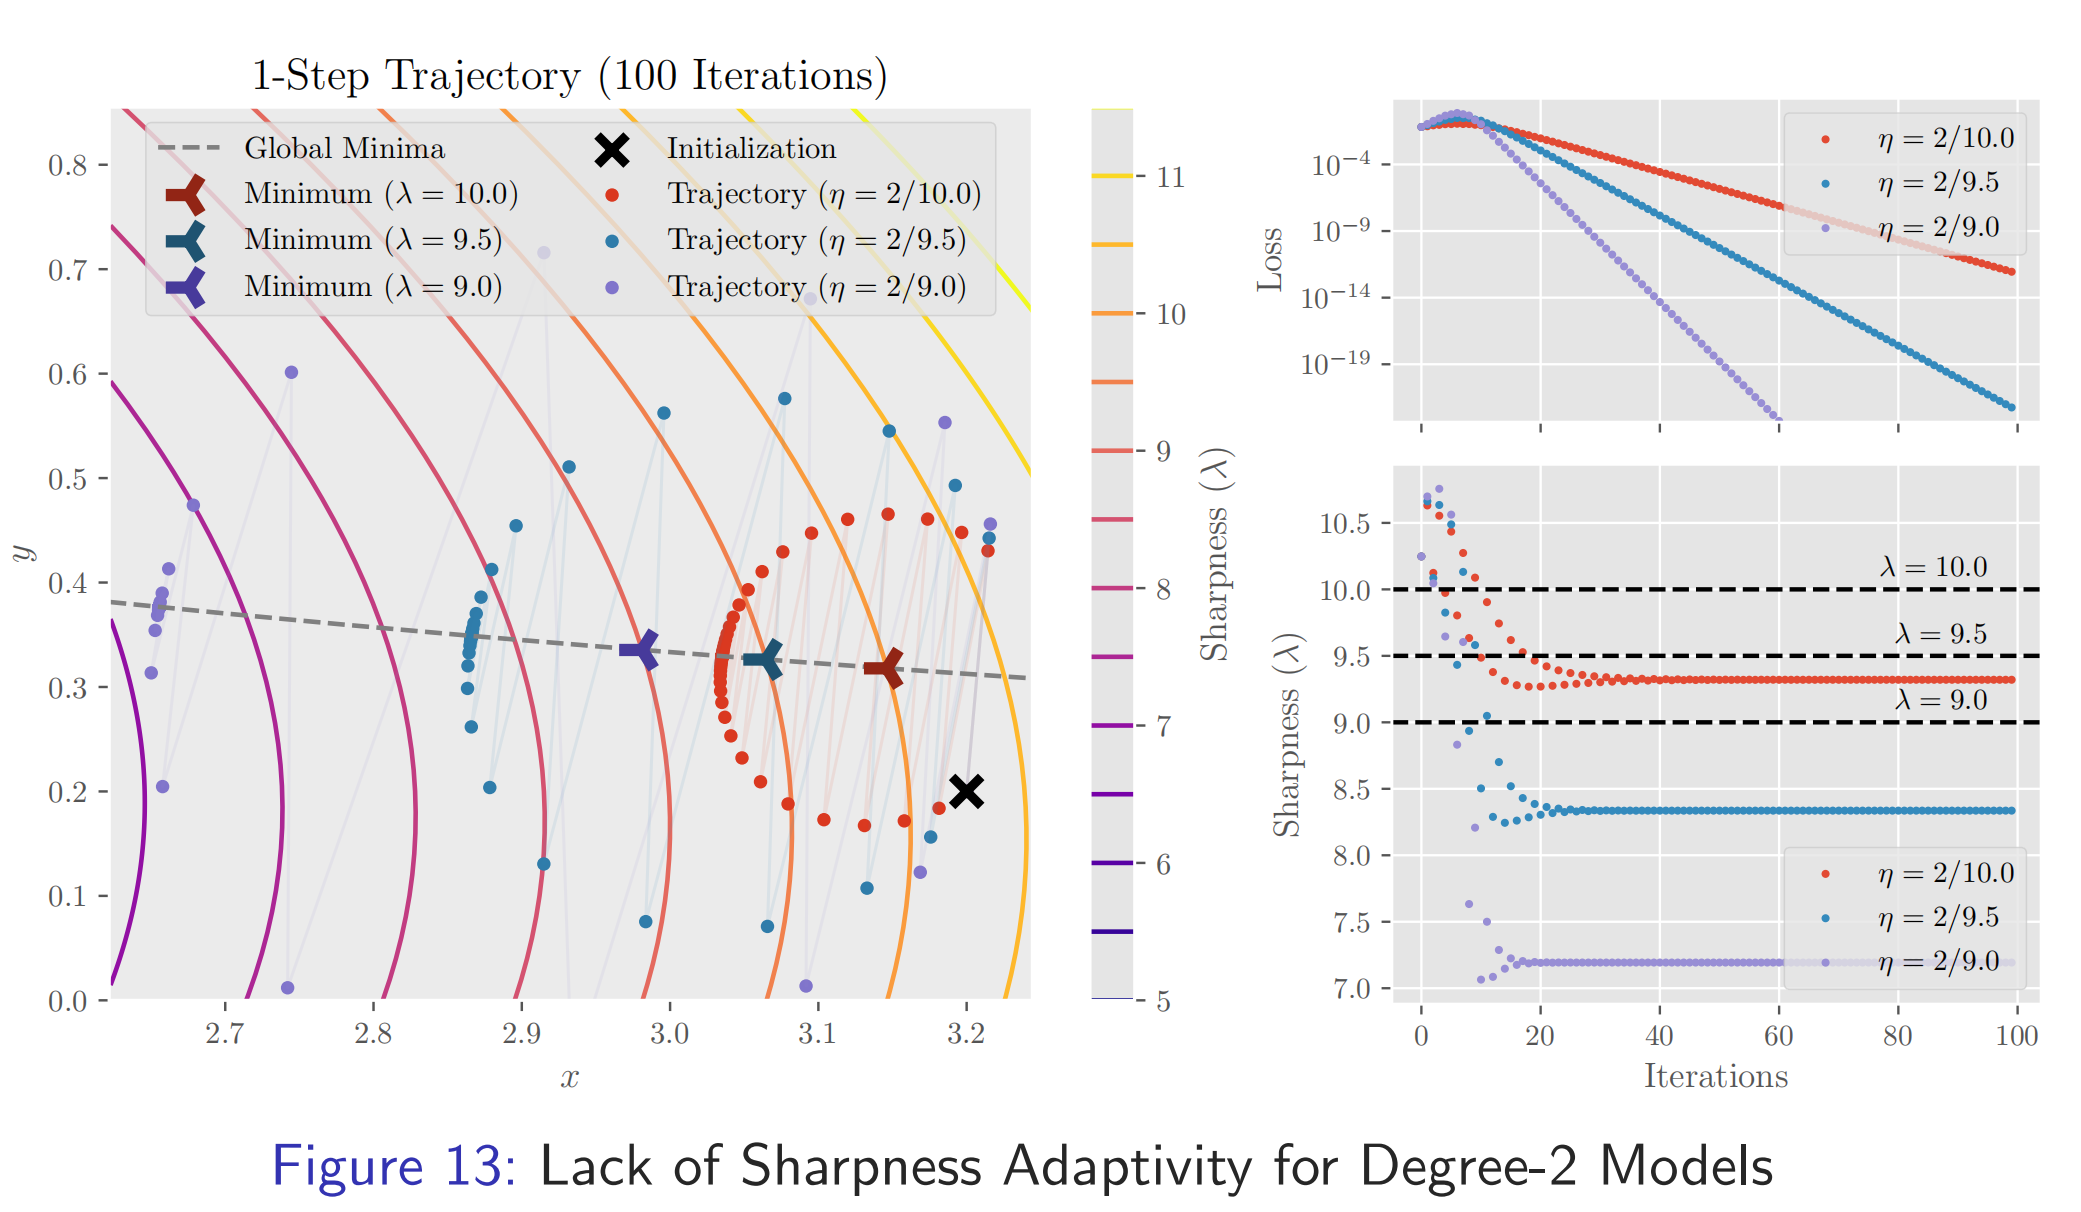 1-Step Trajectory (100 Iterations)
Global Minima
Minimum (λ = 10.0)
Minimum (λ = 9.5)
Minimum (λ = 9.0)
Initialization
Trajectory (η = 2/10.0)
Trajectory (η = 2/9.5)
Trajectory (η = 2/9.0)
0.8
0.7
0.6
0.5
0.4
0.3
0.2
0.1
0.0
y
2.7 2.8 2.9 3.0 3.1 3.2
x
11
10
9
8
7
6
5
Sharpness (λ)
10⁻⁴
10⁻⁹
10⁻¹⁴
10⁻¹⁹
Loss
η = 2/10.0
η = 2/9.5
η = 2/9.0
10.5
10.0
9.5
9.0
8.5
8.0
7.5
7.0
Sharpness (λ)
λ = 10.0
λ = 9.5
λ = 9.0
η = 2/10.0
η = 2/9.5
η = 2/9.0
0 20 40 60 80 100
Iterations
Figure 13: Lack of Sharpness Adaptivity for Degree-2 Models